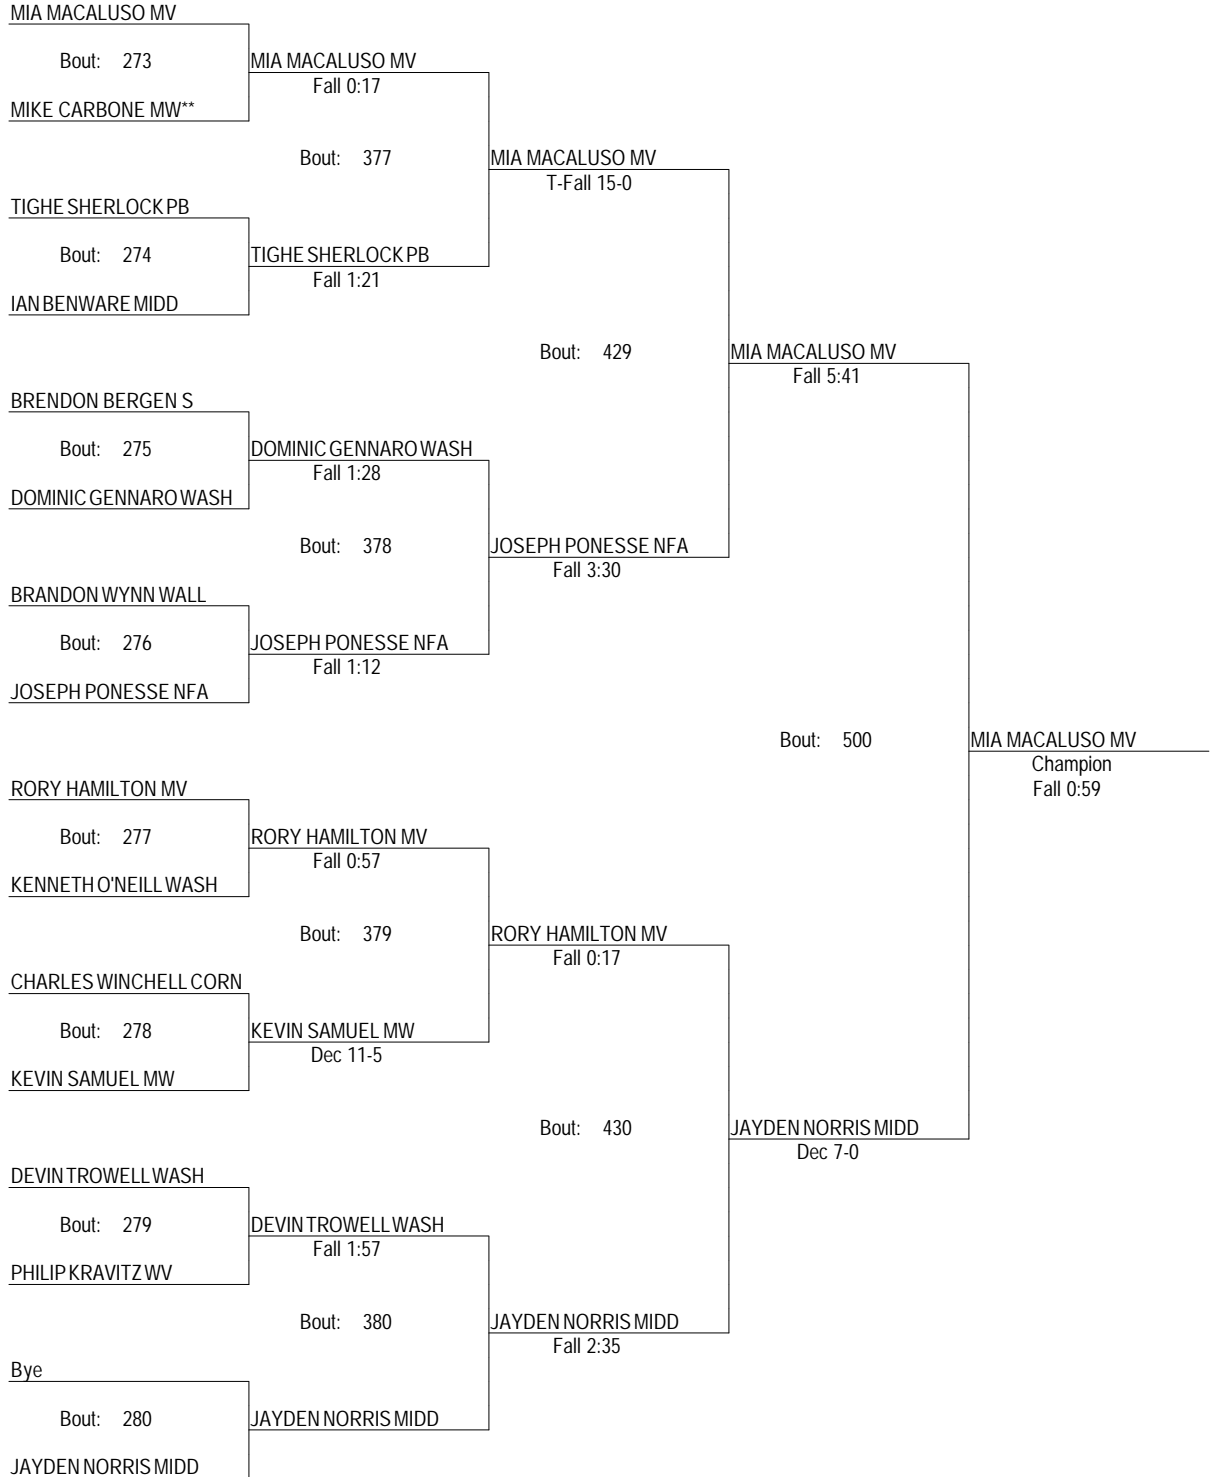 MIA MACALUSO MV
Bout: 273
MIA MACALUSO MV
Fall 0:17
MIKE CARBONE MW**
Bout: 377
MIA MACALUSO MV
T-Fall 15-0
TIGHE SHERLOCK PB
Bout: 274
TIGHE SHERLOCK PB
Fall 1:21
IAN BENWARE MIDD
Bout: 429
MIA MACALUSO MV
Fall 5:41
BRENDON BERGEN S
Bout: 275
DOMINIC GENNARO WASH
Fall 1:28
DOMINIC GENNARO WASH
Bout: 378
JOSEPH PONESSE NFA
Fall 3:30
BRANDON WYNN WALL
Bout: 276
JOSEPH PONESSE NFA
Fall 1:12
JOSEPH PONESSE NFA
Bout: 500
MIA MACALUSO MV
Champion
Fall 0:59
RORY HAMILTON MV
Bout: 277
RORY HAMILTON MV
Fall 0:57
KENNETH O'NEILL WASH
Bout: 379
RORY HAMILTON MV
Fall 0:17
CHARLES WINCHELL CORN
Bout: 278
KEVIN SAMUEL MW
Dec 11-5
KEVIN SAMUEL MW
Bout: 430
JAYDEN NORRIS MIDD
Dec 7-0
DEVIN TROWELL WASH
Bout: 279
DEVIN TROWELL WASH
Fall 1:57
PHILIP KRAVITZ WV
Bout: 380
JAYDEN NORRIS MIDD
Fall 2:35
Bye
Bout: 280
JAYDEN NORRIS MIDD
JAYDEN NORRIS MIDD